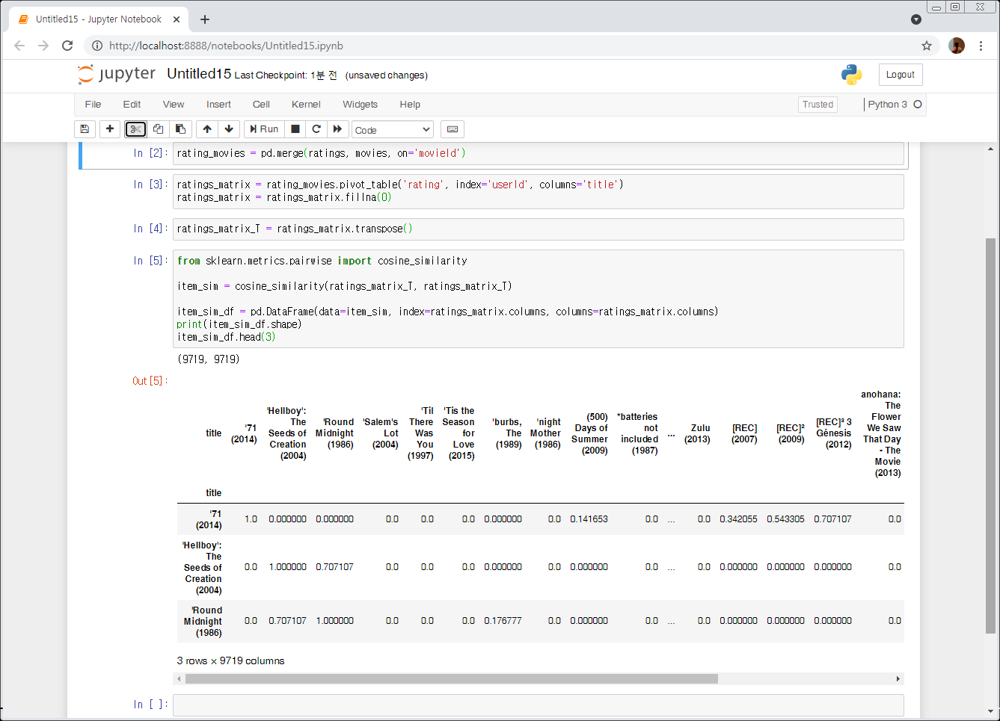 Untitled15 - Jupyter Notebook
http://localhost:8888/notebooks/Untitled15.ipynb
jupyter Untitled15 Last Checkpoint: 1분 전 (unsaved changes)
Logout
File Edit View Insert Cell Kernel Widgets Help
Trusted
Python 3
Run
Code
In [2]: rating_movies = pd.merge(ratings, movies, on='movieId')
In [3]: ratings_matrix = rating_movies.pivot_table('rating', index='userId', columns='title')
ratings_matrix = ratings_matrix.fillna(0)
In [4]: ratings_matrix_T = ratings_matrix.transpose()
In [5]: from sklearn.metrics.pairwise import cosine_similarity
item_sim = cosine_similarity(ratings_matrix_T, ratings_matrix_T)
item_sim_df = pd.DataFrame(data=item_sim, index=ratings_matrix.columns, columns=ratings_matrix.columns)
print(item_sim_df.shape)
item_sim_df.head(3)
(9719, 9719)
Out[5]:
title
'71
(2014)
'Hellboy':
The
Seeds of
Creation
(2004)
'Round
Midnight
(1986)
'Salem's
Lot
(2004)
'Til
There
Was
You
(1997)
'Tis the
Season
for
Love
(2015)
'burbs,
The
(1989)
'night
Mother
(1986)
(500)
Days of
Summer
(2009)
*batteries
not
included
(1987)
...
Zulu
(2013)
[REC]
(2007)
[REC]²
(2009)
[REC]³ 3
Génesis
(2012)
anohana:
The
Flower
We Saw
That Day
- The
Movie
(2013)
title
'71
(2014)
1.0 0.000000 0.000000 0.0 0.0 0.0 0.000000 0.0 0.141653 0.0 ... 0.0 0.342055 0.543305 0.707107 0.0
'Hellboy':
The
Seeds of
Creation
(2004)
0.0 1.000000 0.707107 0.0 0.0 0.0 0.000000 0.0 0.000000 0.0 ... 0.0 0.000000 0.000000 0.000000 0.0
'Round
Midnight
(1986)
0.0 0.707107 1.000000 0.0 0.0 0.0 0.176777 0.0 0.000000 0.0 ... 0.0 0.000000 0.000000 0.000000 0.0
3 rows × 9719 columns
In [ ]: